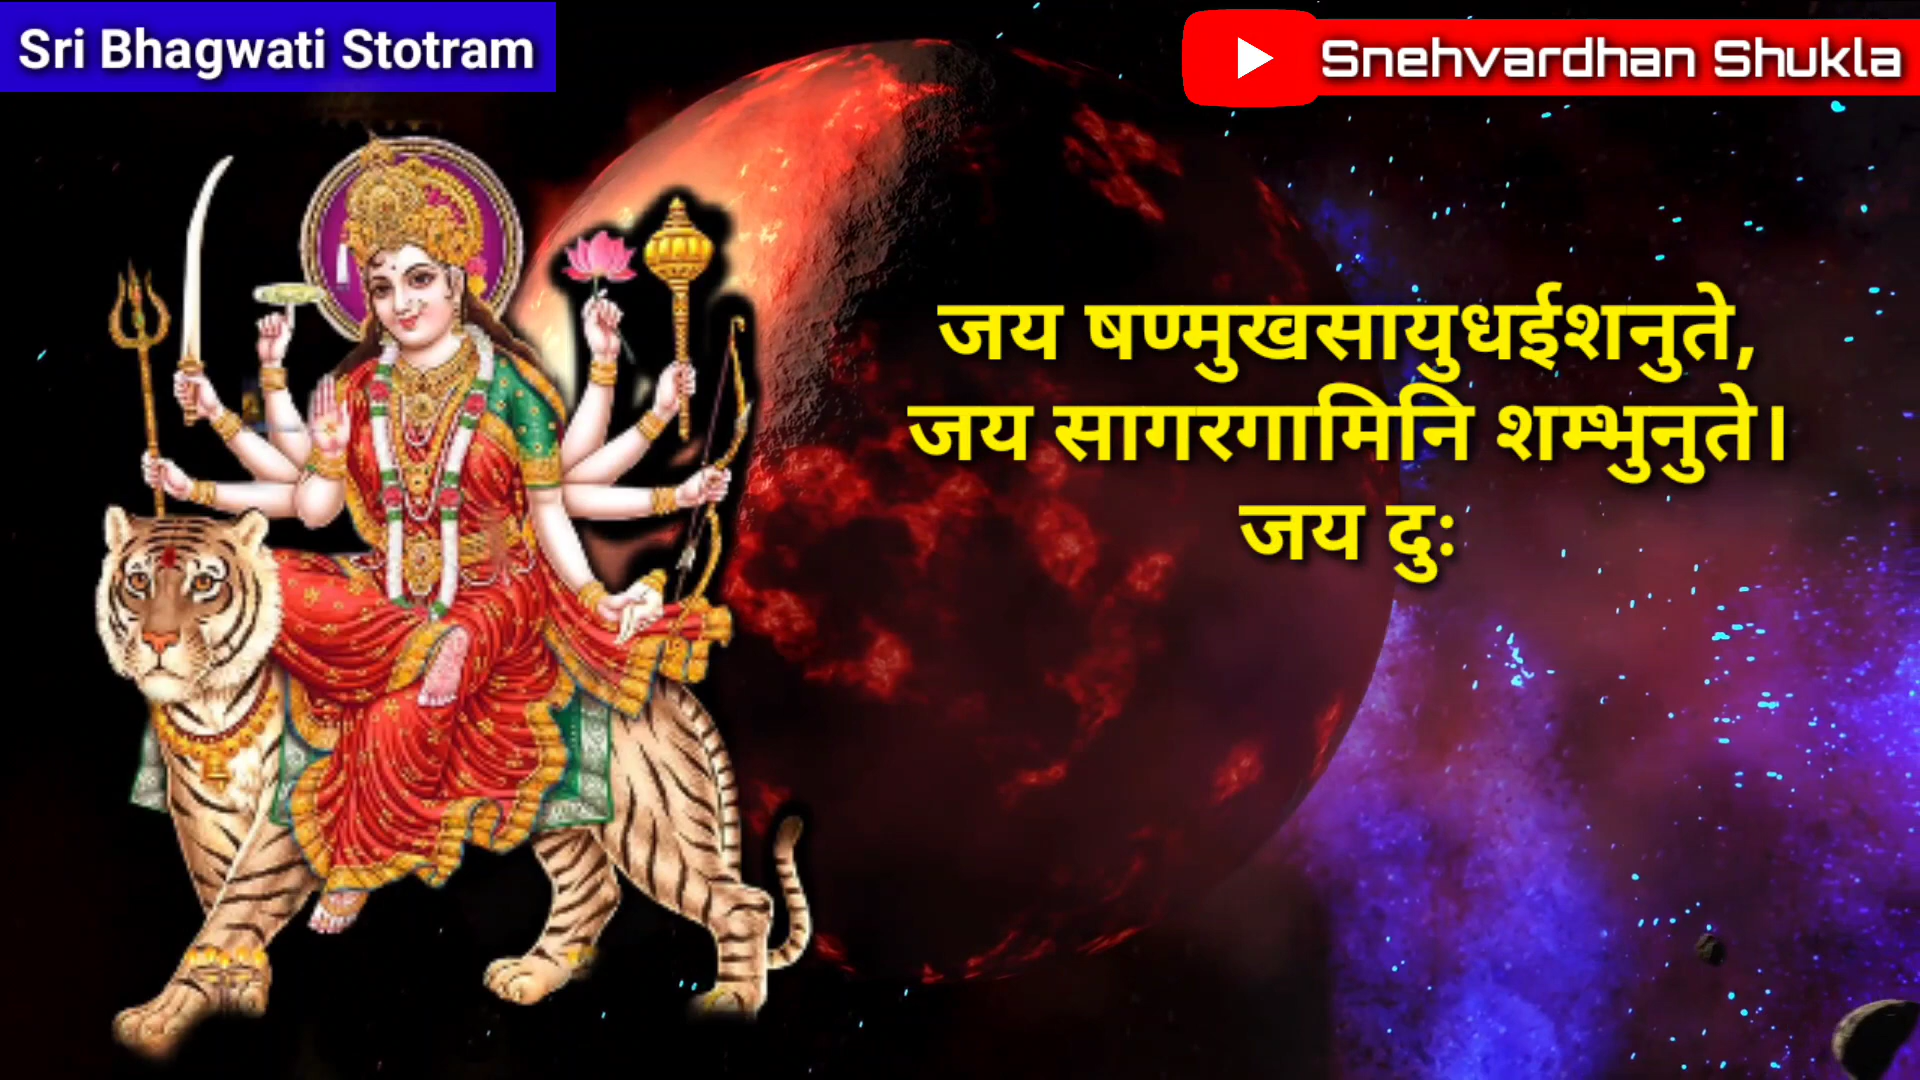 Sri Bhagwati Stotram
Snehvardhan Shukla
जय षण्मुखसायुधईशनुते,
जय सागरगामिनि शम्भुनुते।
जय दुः